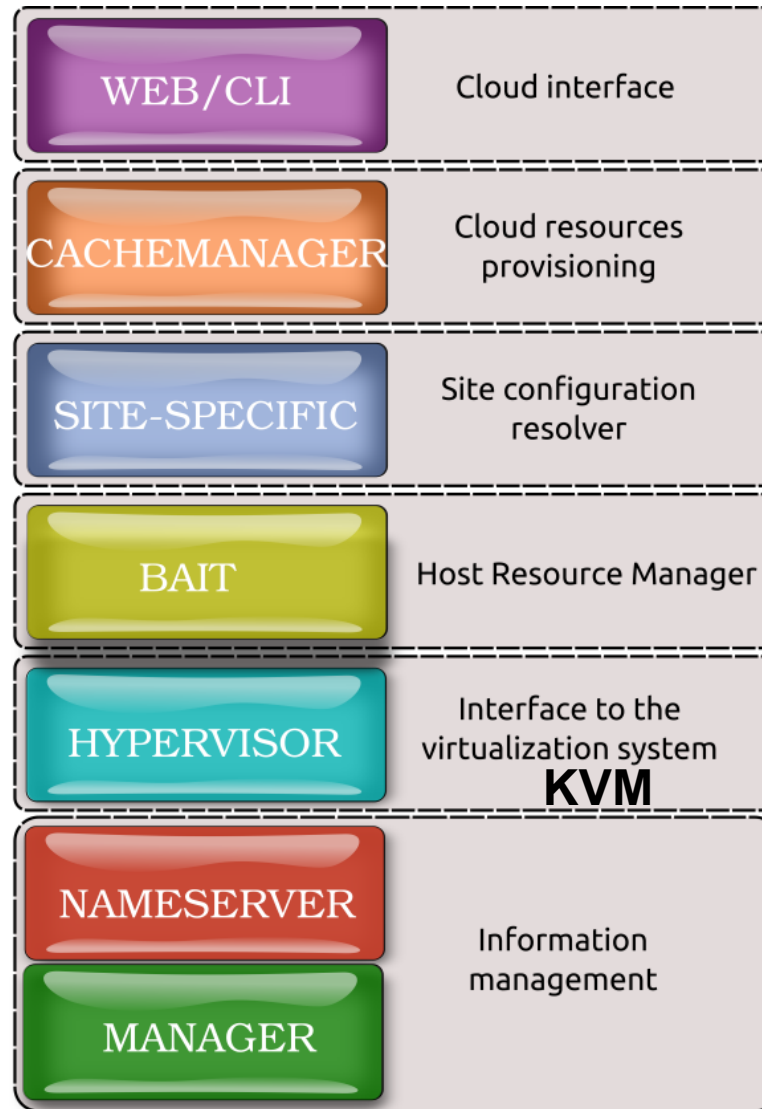 WEB/CLI
Cloud interface
CACHEMANAGER
Cloud resources
provisioning
SITE-SPECIFIC
Site configuration
resolver
BAIT
Host Resource Manager
HYPERVISOR
Interface to the
virtualization system
KVM
NAMESERVER
MANAGER
Information
management